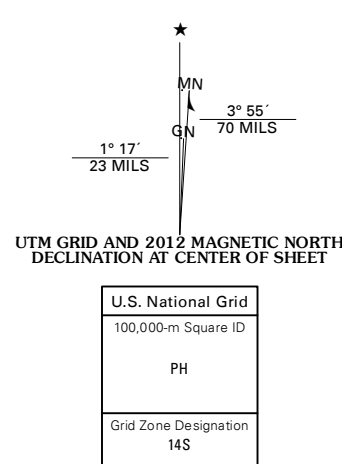 ★
MN
3° 55´
70 MILS
GN
1° 17´
23 MILS
UTM GRID AND 2012 MAGNETIC NORTH
DECLINATION AT CENTER OF SHEET
U.S. National Grid
100,000-m Square ID
PH
Grid Zone Designation
14S